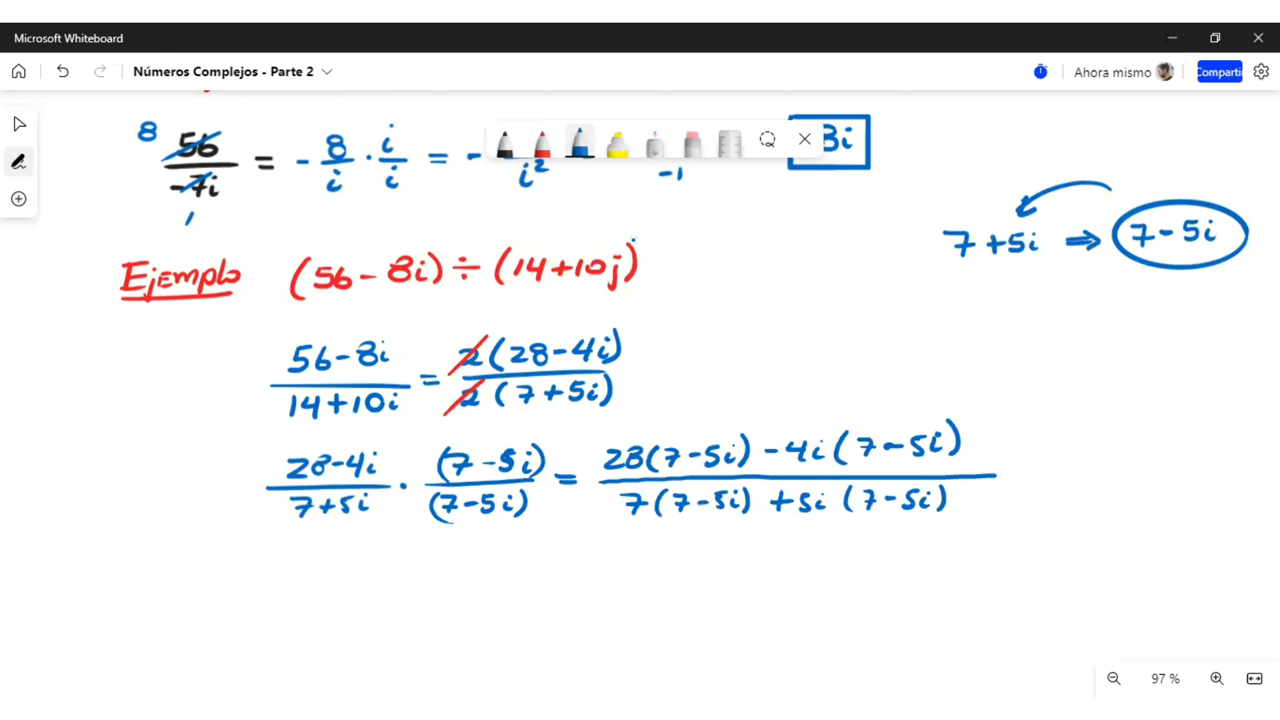 Microsoft Whiteboard
Números Complejos - Parte 2
Ahora mismo
Comparti
8 56/-7i = - 8/i · i/i = - i² -1 8i
1
7 + 5i ⇒ 7 - 5i
Ejemplo (56 - 8i) ÷ (14 + 10j)
56 - 8i / 14 + 10i = 2(28 - 4i) / 2(7 + 5i)
28 - 4i / 7 + 5i · (7 - 5i) / (7 - 5i) = 28(7 - 5i) - 4i(7 - 5i) / 7(7 - 5i) + 5i(7 - 5i)
97 %